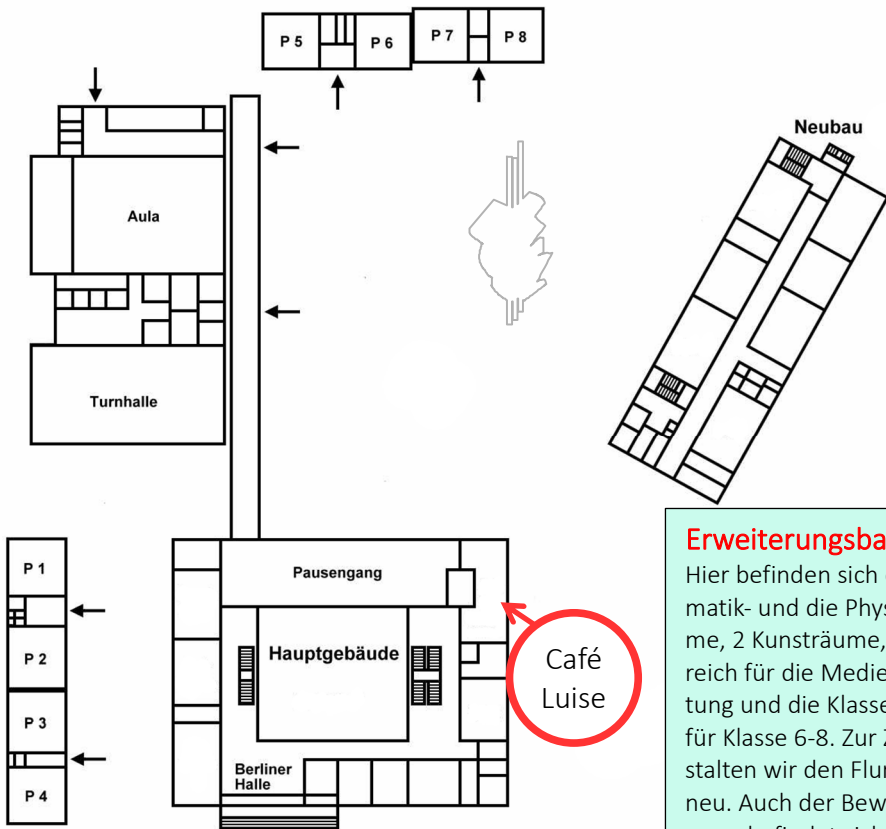 P 5
P 6
P 7
P 8
Neubau
Aula
Turnhalle
P 1
P 2
P 3
P 4
Pausengang
Hauptgebäude
Berliner
Halle
Café
Luise
Erweiterungsba
Hier befinden sich
matik- und die Phys
me, 2 Kunsträume,
reich für die Medie
tung und die Klasse
für Klasse 6-8. Zur Z
stalten wir den Flur
neu. Auch der Bew